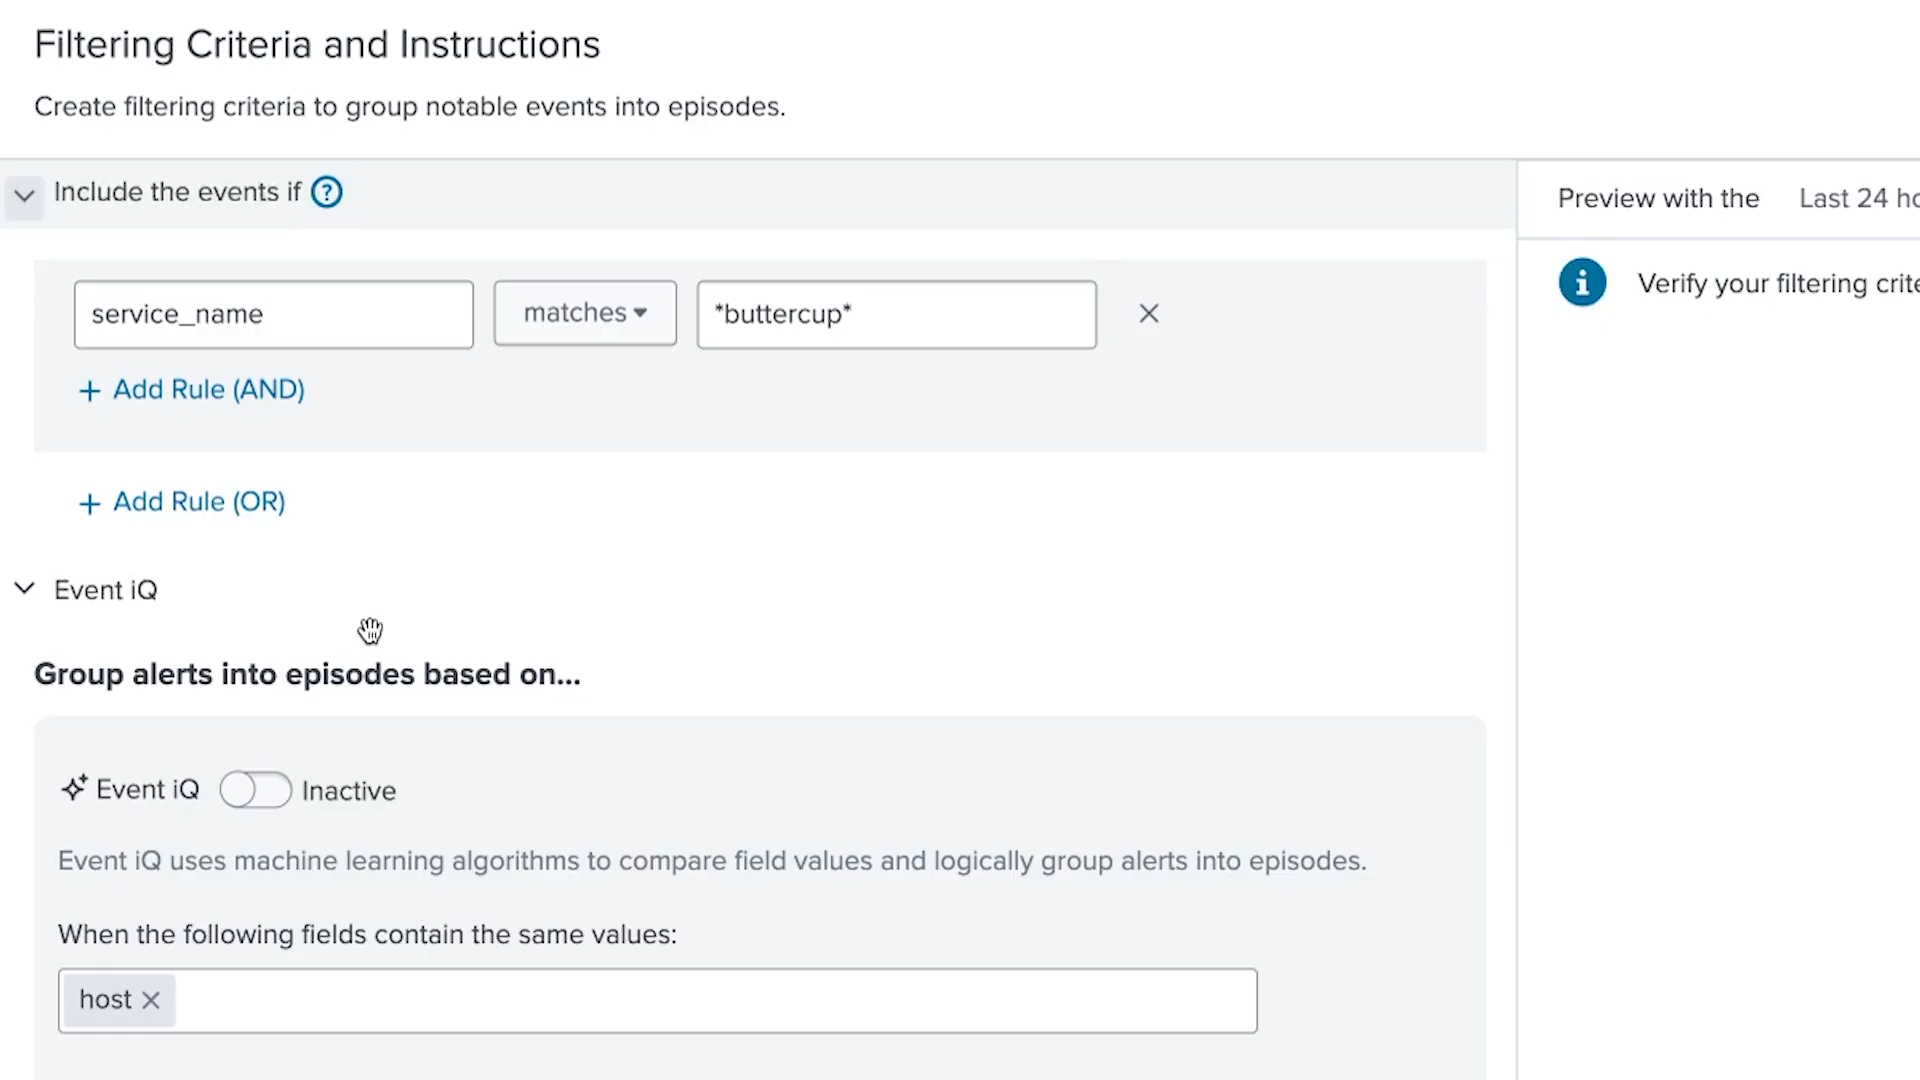 Filtering Criteria and Instructions
Create filtering criteria to group notable events into episodes.
Include the events if ?
service_name matches *buttercup*
+ Add Rule (AND)
+ Add Rule (OR)
Event iQ
Group alerts into episodes based on...
Event iQ Inactive
Event iQ uses machine learning algorithms to compare field values and logically group alerts into episodes.
When the following fields contain the same values:
host
Preview with the Last 24
Verify your filtering